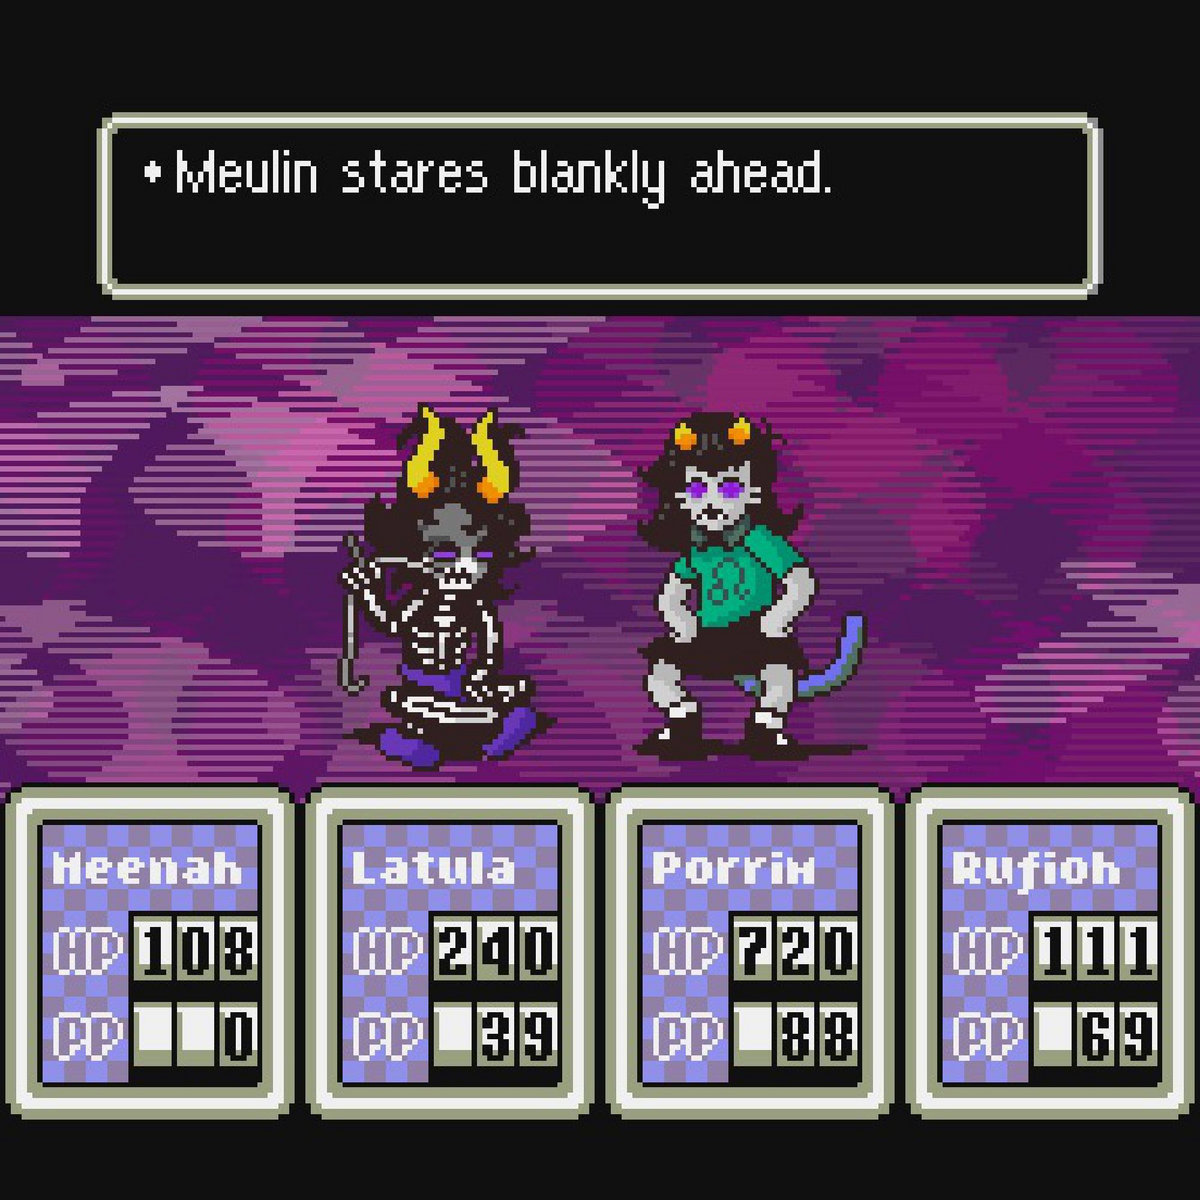 • Meulin stares blankly ahead.
Meenah
HP 108
PP 0
Latula
HP 240
PP 39
Porrim
HP 720
PP 88
Rufioh
HP 111
PP 69